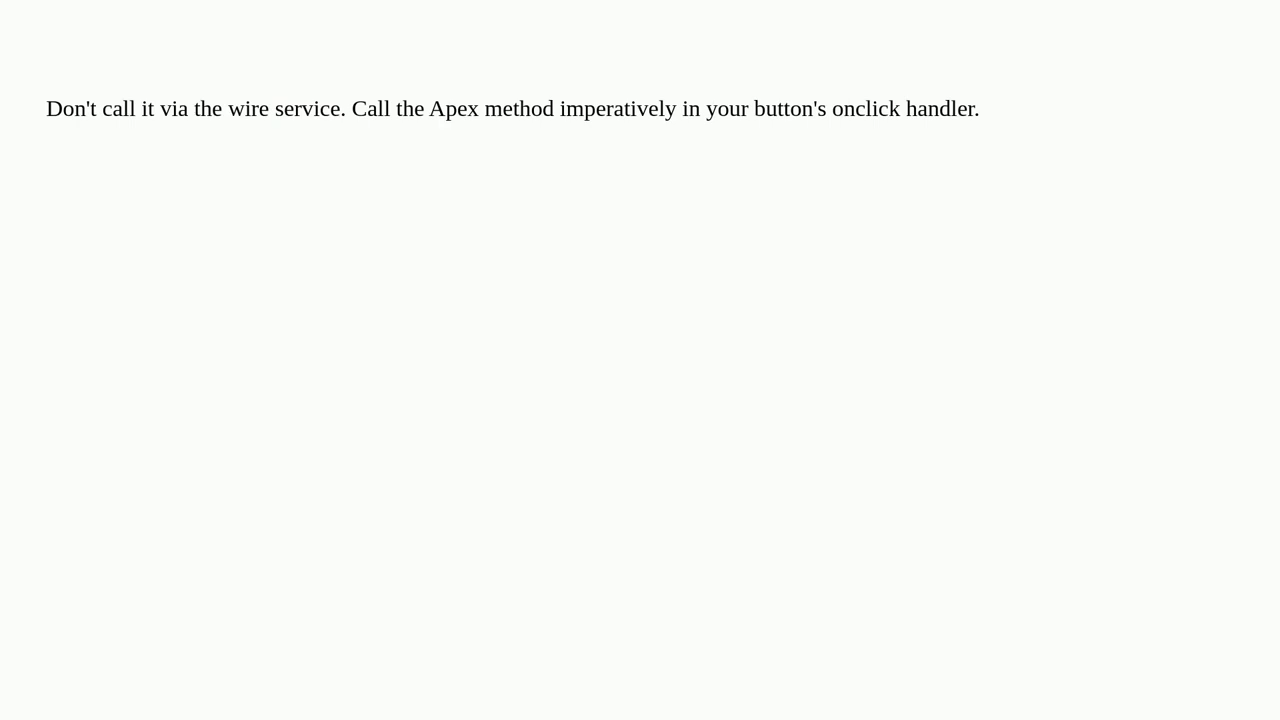 Don't call it via the wire service. Call the Apex method imperatively in your button's onclick handler.